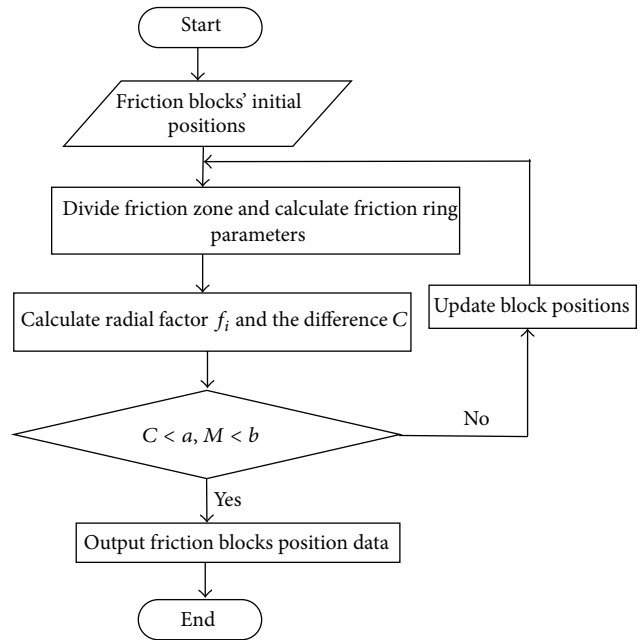 Start
Friction blocks' initial
positions
Divide friction zone and calculate friction ring
parameters
Calculate radial factor f_i and the difference C
Update block positions
C < a, M < b
No
Yes
Output friction blocks position data
End